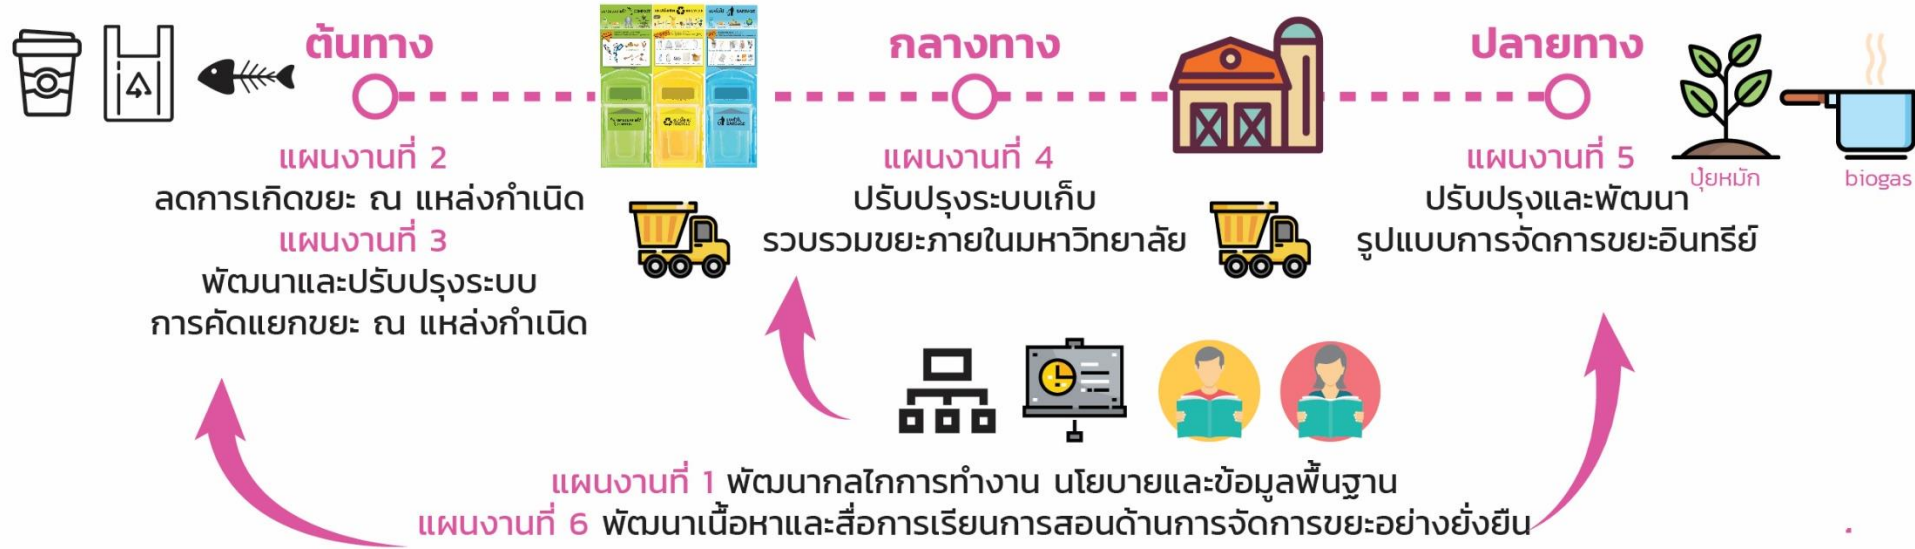 ต้นทาง
แผนงานที่ 2
ลดการเกิดขยะ ณ แหล่งกำเนิด
แผนงานที่ 3
พัฒนาและปรับปรุงระบบ
การคัดแยกขยะ ณ แหล่งกำเนิด
กลางทาง
แผนงานที่ 4
ปรับปรุงระบบเก็บ
รวบรวมขยะภายในมหาวิทยาลัย
ปลายทาง
แผนงานที่ 5
ปรับปรุงและพัฒนา
รูปแบบการจัดการขยะอินทรีย์
ปุ๋ยหมัก
biogas
แผนงานที่ 1 พัฒนากลไกการทำงาน นโยบายและข้อมูลพื้นฐาน
แผนงานที่ 6 พัฒนาเนื้อหาและสื่อการเรียนการสอนด้านการจัดการขยะอย่างยั่งยืน